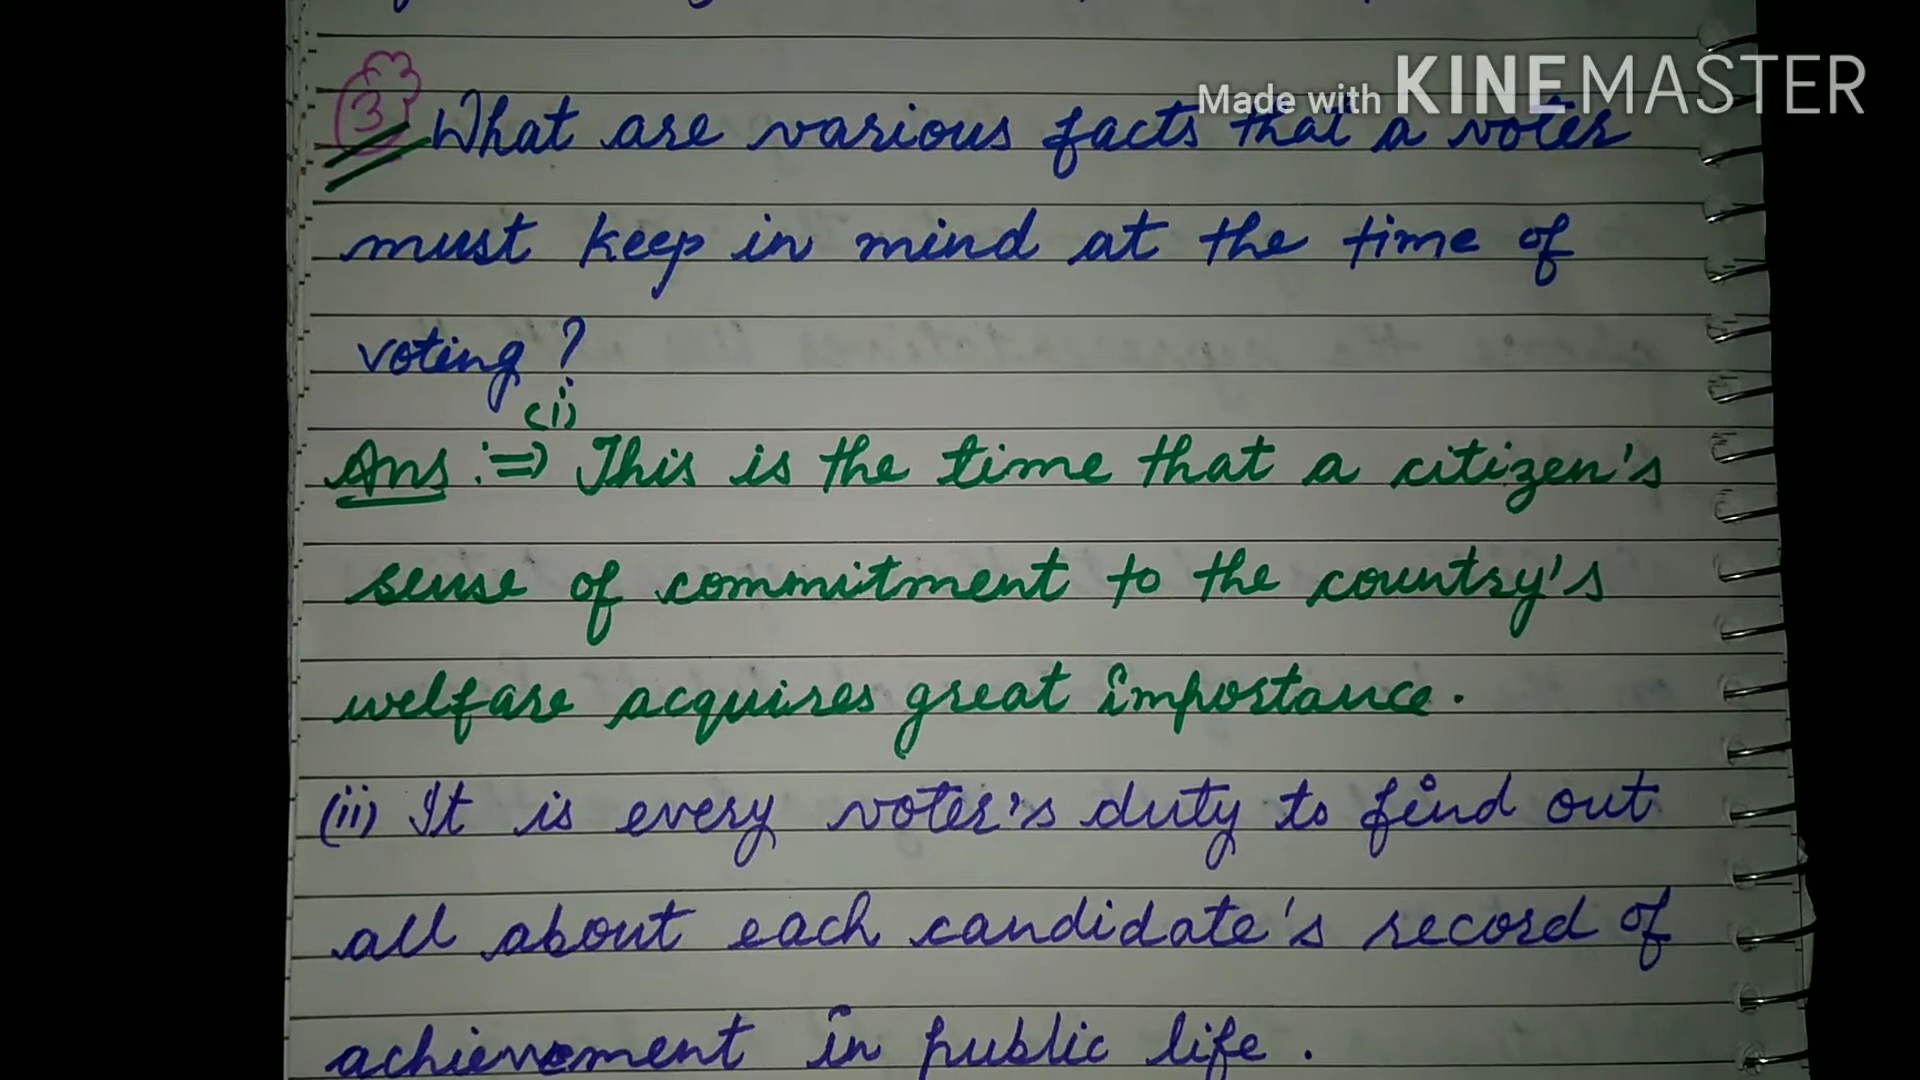 Made with KINEMASTER
3 What are various facts that a voter
must keep in mind at the time of
voting?
(i)
Ans :⇒ This is the time that a citizen's
sense of commitment to the country's
welfare acquires great importance.
(ii) It is every voter's duty to find out
all about each candidate's record of
achievement in public life.